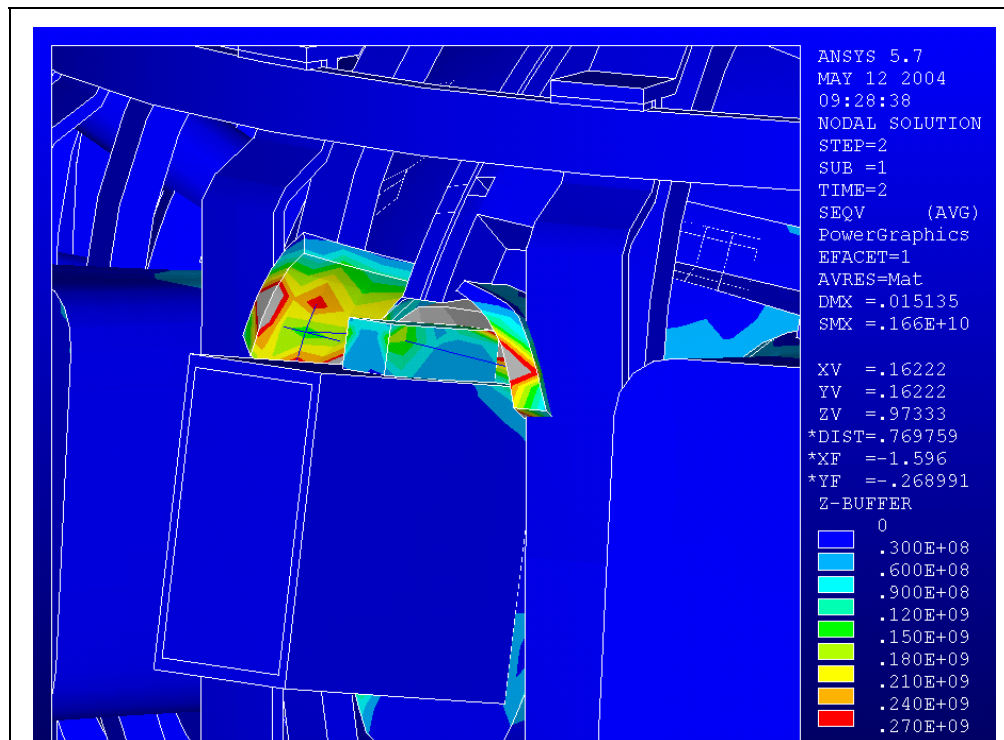 ANSYS 5.7
MAY 12 2004
09:28:38
NODAL SOLUTION
STEP=2
SUB =1
TIME=2
SEQV (AVG)
PowerGraphics
EFACET=1
AVRES=Mat
DMX =.015135
SMX =.166E+10
XV =.16222
YV =.16222
ZV =.97333
*DIST=.769759
*XF =-1.596
*YF =-.268991
Z-BUFFER
0
.300E+08
.600E+08
.900E+08
.120E+09
.150E+09
.180E+09
.210E+09
.240E+09
.270E+09